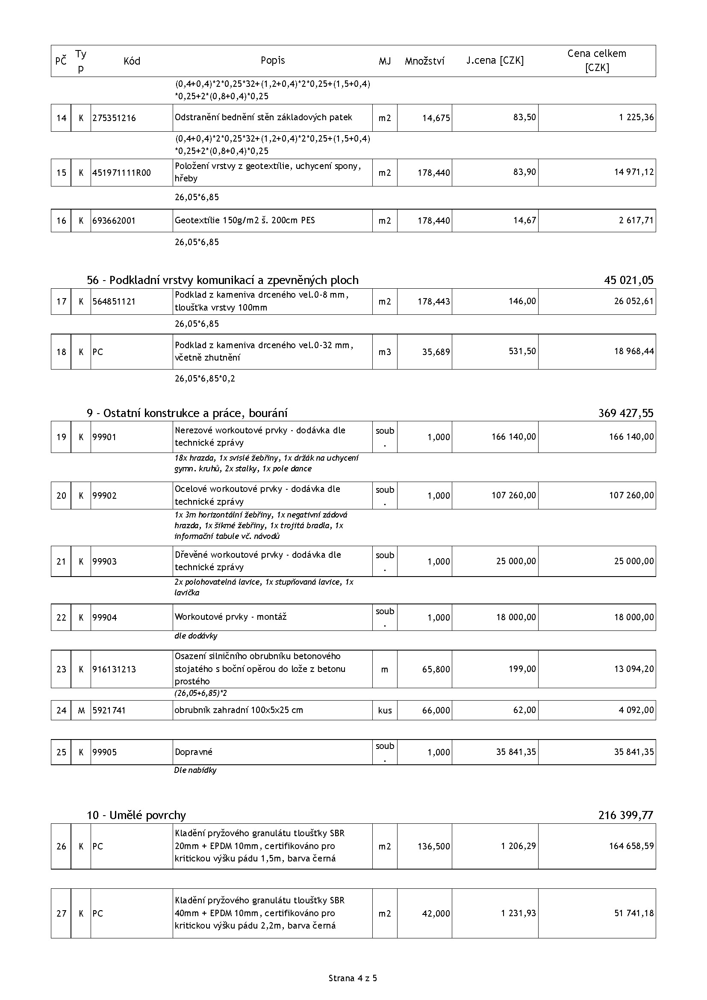 PČ Ty p Kód Popis MJ Množství J.cena [CZK] Cena celkem [CZK]
(0,4+0,4)*2*0,25*32+(1,2+0,4)*2*0,25+(1,5+0,4)
*0,25+2*(0,8+0,4)*0,25
14 K 275351216 Odstranění bednění stěn základových patek m2 14,675 83,50 1 225,36
(0,4+0,4)*2*0,25*32+(1,2+0,4)*2*0,25+(1,5+0,4)
*0,25+2*(0,8+0,4)*0,25
15 K 451971111R00 Položení vrstvy z geotextílie, uchycení spony, m2 178,440 83,90 14 971,12
hřeby
26,05*6,85
16 K 693662001 Geotextílie 150g/m2 š. 200cm PES m2 178,440 14,67 2 617,71
26,05*6,85
56 - Podkladní vrstvy komunikací a zpevněných ploch 45 021,05
17 K 564851121 Podklad z kameniva drceného vel.0-8 mm, m2 178,443 146,00 26 052,61
tloušťka vrstvy 100mm
26,05*6,85
18 K PC Podklad z kameniva drceného vel.0-32 mm, m3 35,689 531,50 18 968,44
včetně zhutnění
26,05*6,85*0,2
9 - Ostatní konstrukce a práce, bourání 369 427,55
19 K 99901 Nerezové workoutové prvky - dodávka dle soub . 1,000 166 140,00 166 140,00
technické zprávy
18x hrazda, 1x svislé žebřiny, 1x držák na uchycení
gymn. kruhů, 2x stalky, 1x pole dance
20 K 99902 Ocelové workoutové prvky - dodávka dle soub . 1,000 107 260,00 107 260,00
technické zprávy
1x 3m horizontální žebřiny, 1x negativní zádová
hrazda, 1x šikmé žebřiny, 1x trojitá bradla, 1x
informační tabule vč. návodů
21 K 99903 Dřevěné workoutové prvky - dodávka dle soub . 1,000 25 000,00 25 000,00
technické zprávy
2x polohovatelná lavice, 1x stupňovaná lavice, 1x
lavička
22 K 99904 Workoutové prvky - montáž soub . 1,000 18 000,00 18 000,00
dle dodávky
23 K 916131213 Osazení silničního obrubníku betonového m 65,800 199,00 13 094,20
stojatého s boční opěrou do lože z betonu
prostého
(26,05+6,85)*2
24 M 5921741 obrubník zahradní 100x5x25 cm kus 66,000 62,00 4 092,00
25 K 99905 Dopravné soub . 1,000 35 841,35 35 841,35
Dle nabídky
10 - Umělé povrchy 216 399,77
26 K PC Kladění pryžového granulátu tloušťky SBR m2 136,500 1 206,29 164 658,59
20mm + EPDM 10mm, certifikováno pro
kritickou výšku pádu 1,5m, barva černá
27 K PC Kladění pryžového granulátu tloušťky SBR m2 42,000 1 231,93 51 741,18
40mm + EPDM 10mm, certifikováno pro
kritickou výšku pádu 2,2m, barva černá
Strana 4 z 5